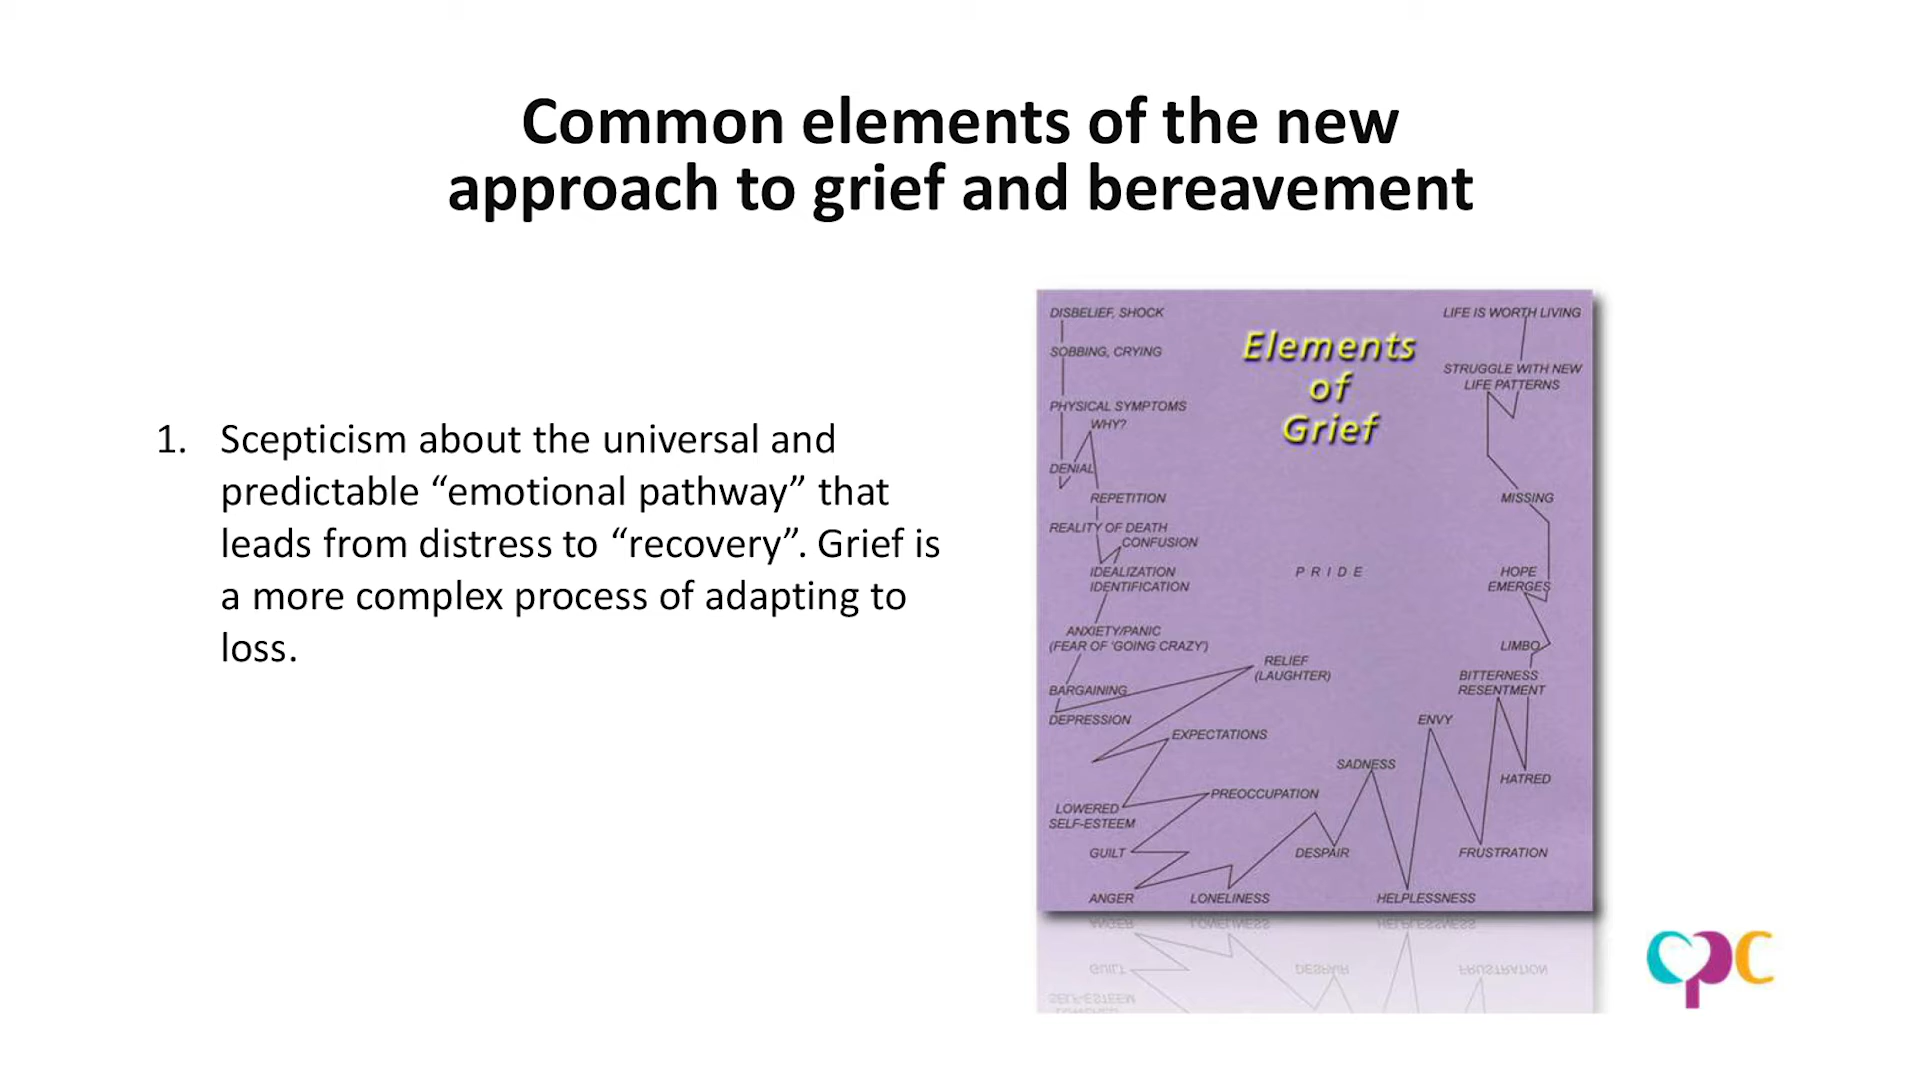 Common elements of the new
approach to grief and bereavement
1. Scepticism about the universal and
predictable “emotional pathway” that
leads from distress to “recovery”. Grief is
a more complex process of adapting to
loss.
Elements
of
Grief
DISBELIEF, SHOCK
SOBBING, CRYING
PHYSICAL SYMPTOMS
WHY?
DENIAL
REPETITION
REALITY OF DEATH
CONFUSION
IDEALIZATION
IDENTIFICATION
ANXIETY/PANIC
(FEAR OF 'GOING CRAZY')
BARGAINING
DEPRESSION
RELIEF
(LAUGHTER)
EXPECTATIONS
PREOCCUPATION
LOWERED
SELF-ESTEEM
GUILT
ANGER
LONELINESS
DESPAIR
SADNESS
HELPLESSNESS
ENVY
FRUSTRATION
HATRED
BITTERNESS
RESENTMENT
LIMBO
HOPE
EMERGES
MISSING
STRUGGLE WITH NEW
LIFE PATTERNS
LIFE IS WORTH LIVING
PRIDE
CPC